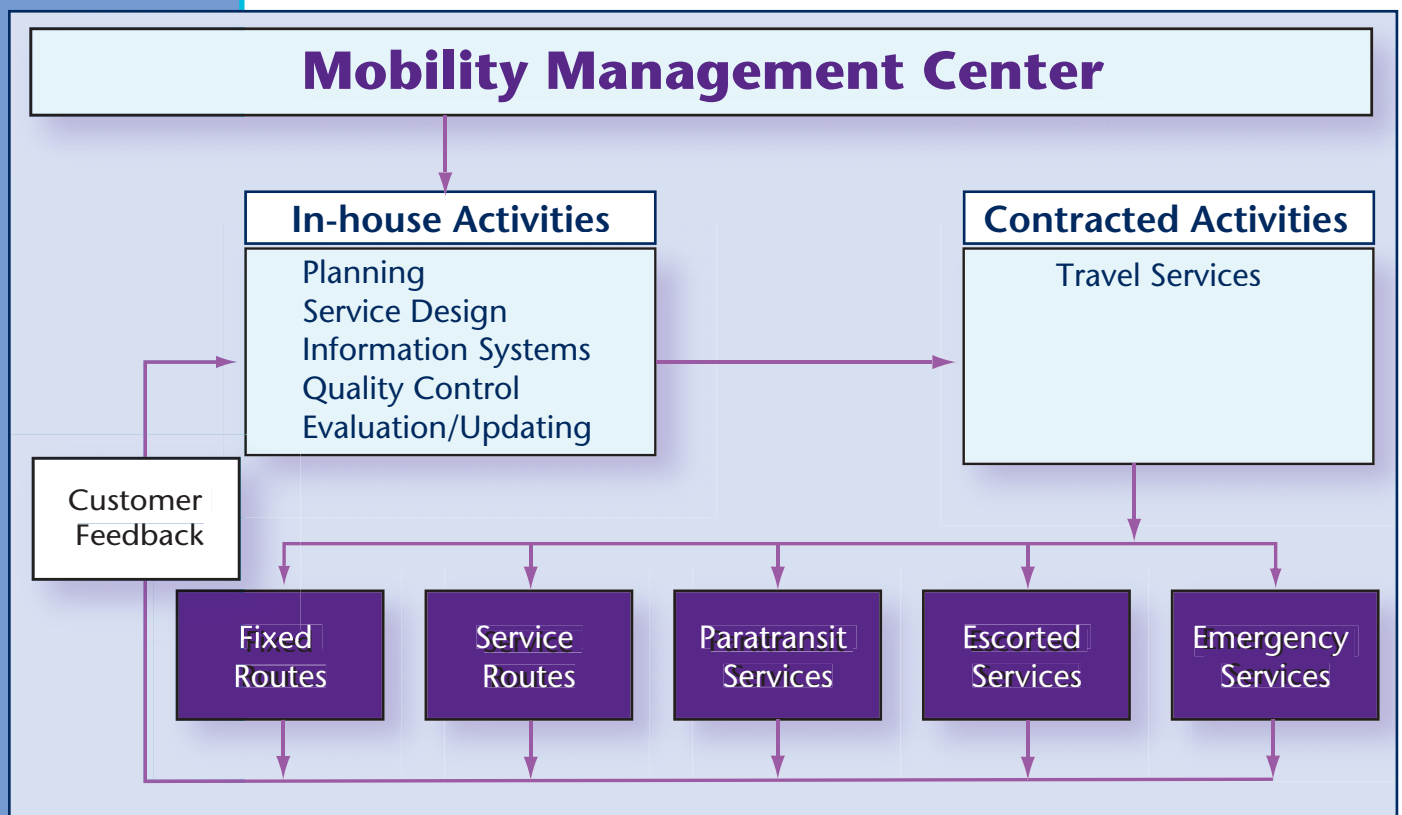 Mobility Management Center
In-house Activities
Planning
Service Design
Information Systems
Quality Control
Evaluation/Updating
Contracted Activities
Travel Services
Customer
Feedback
Fixed
Routes
Service
Routes
Paratransit
Services
Escorted
Services
Emergency
Services